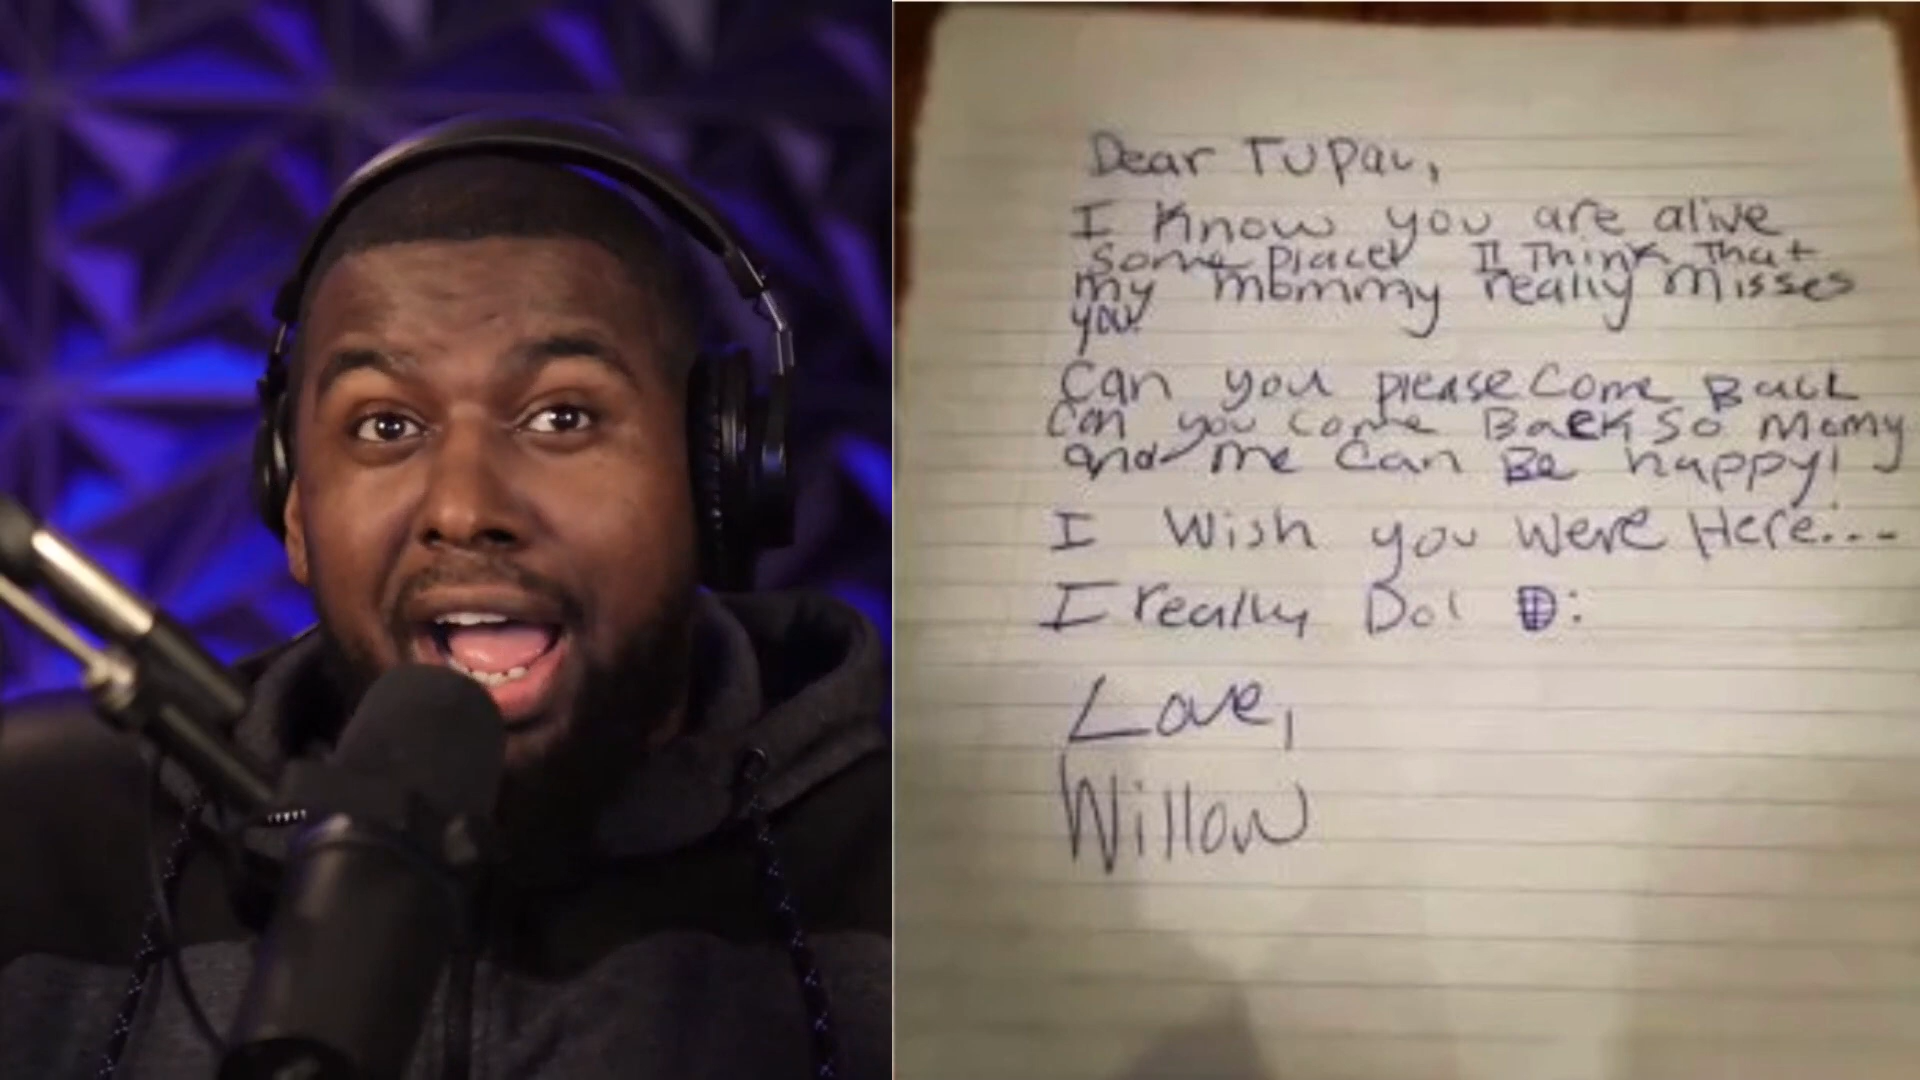 Dear TUPac,
I Know you are alive
Some Place! I Think That
my mommy really misses
you!
Can you please Come Back
Can you come Back so Momy
and me Can Be happy!
I Wish you Were Here...-
I really Do! D:
Love,
Willow